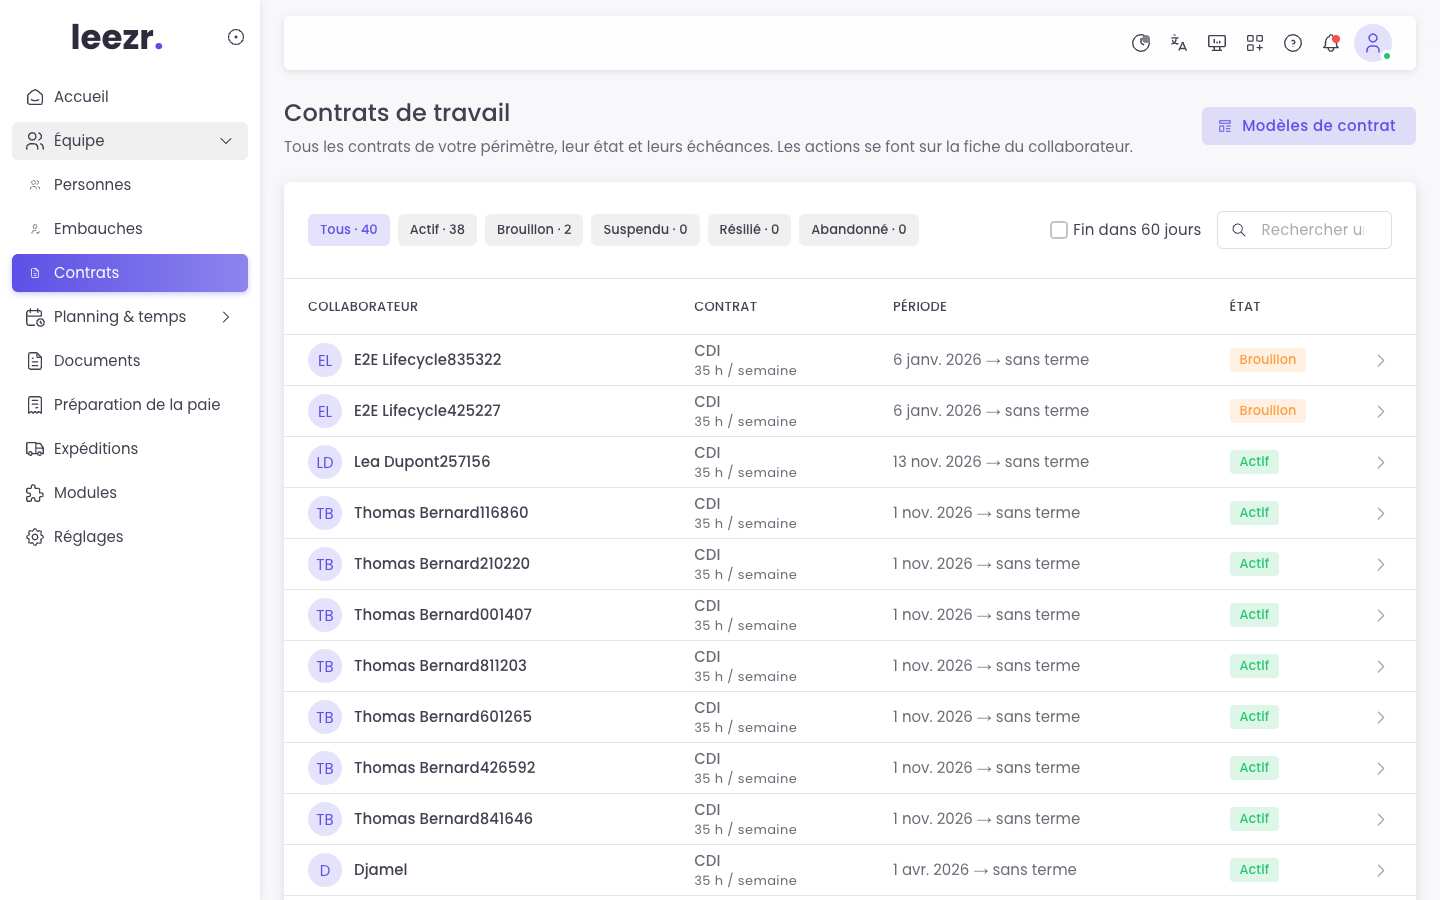 leezr.
Accueil
Équipe
Personnes
Embauches
Contrats
Planning & temps
Documents
Préparation de la paie
Expéditions
Modules
Réglages
Contrats de travail
Tous les contrats de votre périmètre, leur état et leurs échéances. Les actions se font sur la fiche du collaborateur.
Modèles de contrat
Tous · 40 Actif · 38 Brouillon · 2 Suspendu · 0 Résilié · 0 Abandonné · 0 Fin dans 60 jours Rechercher
COLLABORATEUR CONTRAT PÉRIODE ÉTAT
EL E2E Lifecycle835322 CDI 6 janv. 2026 → sans terme Brouillon
35 h / semaine
EL E2E Lifecycle425227 CDI 6 janv. 2026 → sans terme Brouillon
35 h / semaine
LD Lea Dupont257156 CDI 13 nov. 2026 → sans terme Actif
35 h / semaine
TB Thomas Bernard116860 CDI 1 nov. 2026 → sans terme Actif
35 h / semaine
TB Thomas Bernard210220 CDI 1 nov. 2026 → sans terme Actif
35 h / semaine
TB Thomas Bernard001407 CDI 1 nov. 2026 → sans terme Actif
35 h / semaine
TB Thomas Bernard811203 CDI 1 nov. 2026 → sans terme Actif
35 h / semaine
TB Thomas Bernard601265 CDI 1 nov. 2026 → sans terme Actif
35 h / semaine
TB Thomas Bernard426592 CDI 1 nov. 2026 → sans terme Actif
35 h / semaine
TB Thomas Bernard841646 CDI 1 nov. 2026 → sans terme Actif
35 h / semaine
D Djamel CDI 1 avr. 2026 → sans terme Actif
35 h / semaine